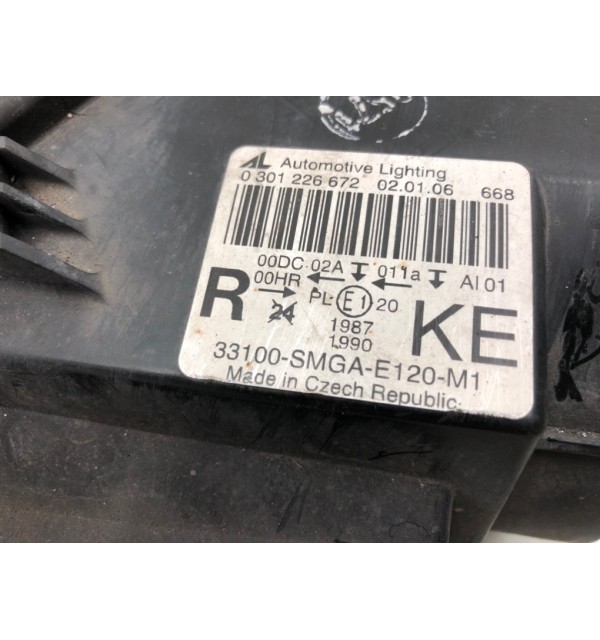 AL Automotive Lighting
0 301 226 672 02.01.06 668
00DC 02A 011a AI 01
00HR
R PL E1 20 KE
24
1987
1990
33100-SMGA-E120-M1
Made in Czech Republic